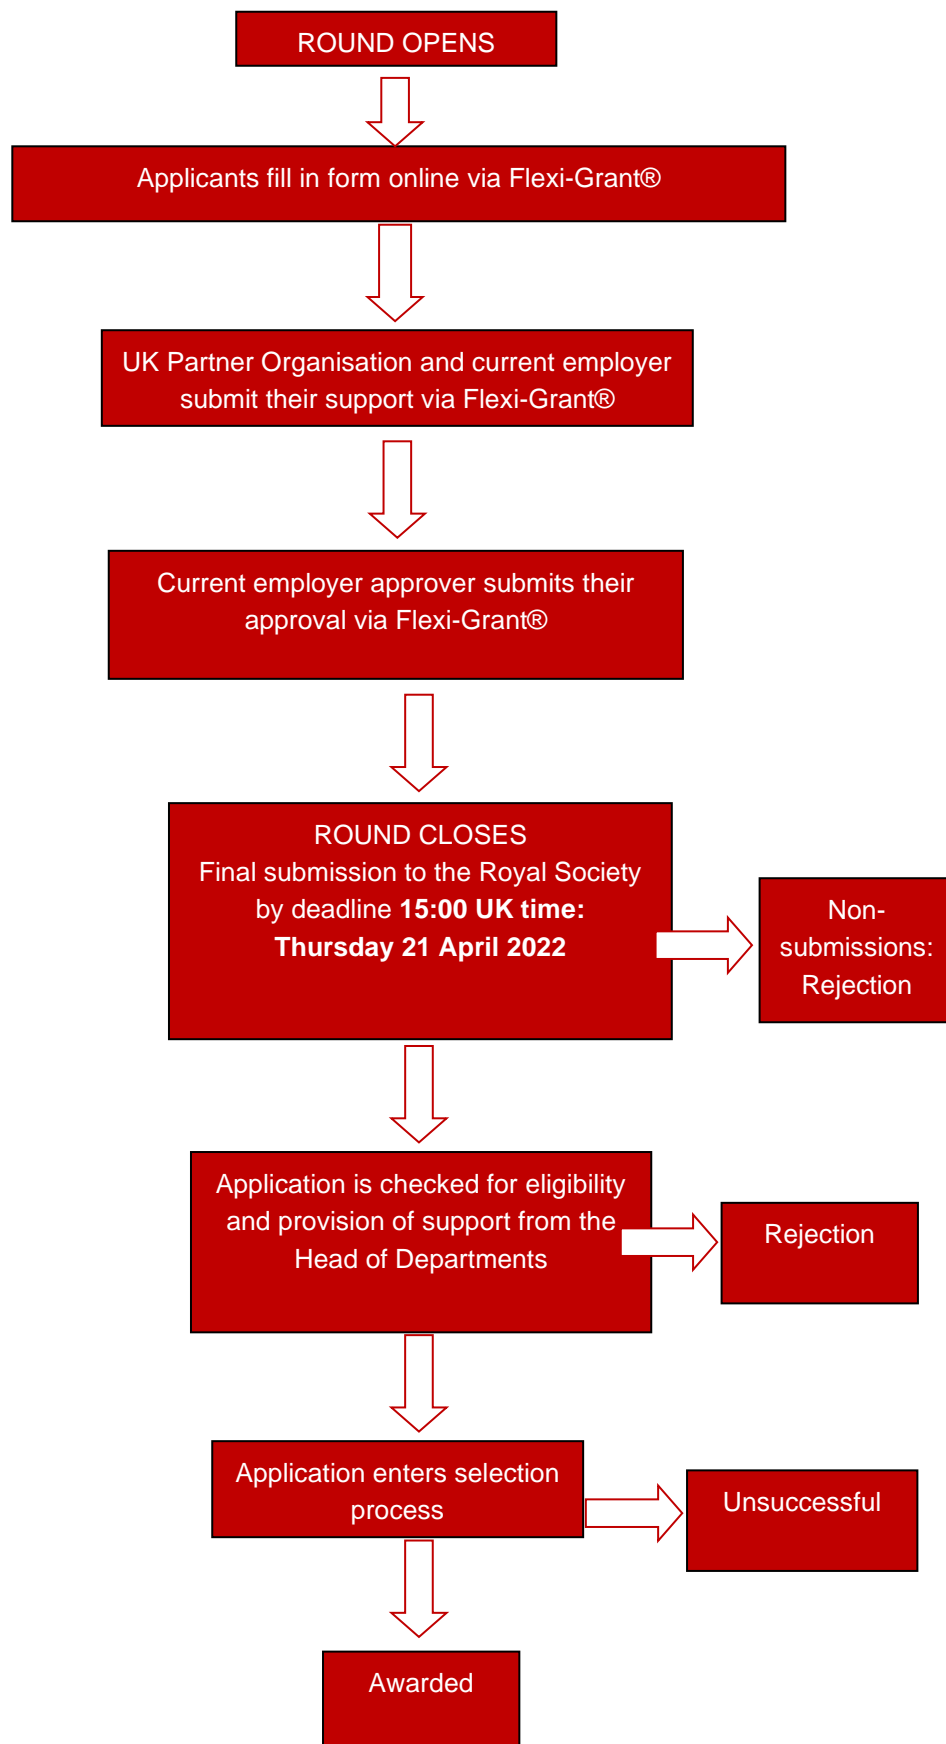 ROUND OPENS
Applicants fill in form online via Flexi-Grant®
UK Partner Organisation and current employer
submit their support via Flexi-Grant®
Current employer approver submits their
approval via Flexi-Grant®
ROUND CLOSES
Final submission to the Royal Society
by deadline 15:00 UK time:
Thursday 21 April 2022
Non-
submissions:
Rejection
Application is checked for eligibility
and provision of support from the
Head of Departments
Rejection
Application enters selection
process
Unsuccessful
Awarded